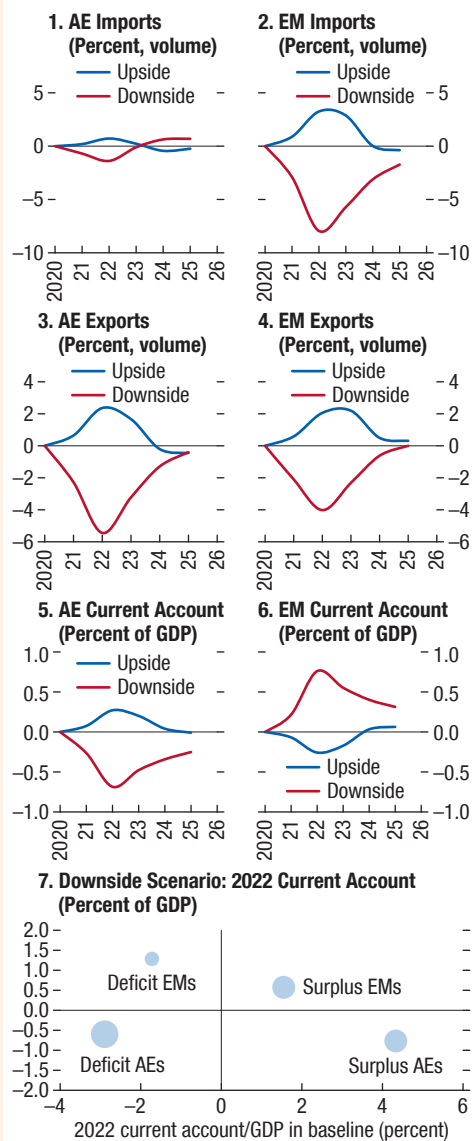 1. AE Imports
(Percent, volume)
Upside
Downside
5
0
–5
–10
2020
21
22
23
24
25
26
2. EM Imports
(Percent, volume)
Upside
Downside
5
0
–5
–10
2020
21
22
23
24
25
26
3. AE Exports
(Percent, volume)
Upside
Downside
4
2
0
–2
–4
–6
2020
21
22
23
24
25
26
4. EM Exports
(Percent, volume)
Upside
Downside
4
2
0
–2
–4
–6
2020
21
22
23
24
25
26
5. AE Current Account
(Percent of GDP)
Upside
Downside
1.0
0.5
0.0
–0.5
–1.0
2020
21
22
23
24
25
26
6. EM Current Account
(Percent of GDP)
1.0
0.5
0.0
–0.5
–1.0
Upside
Downside
2020
21
22
23
24
25
26
7. Downside Scenario: 2022 Current Account
(Percent of GDP)
2.0
1.5
1.0
0.5
0.0
–0.5
–1.0
–1.5
–2.0
Deficit EMs
Surplus EMs
Deficit AEs
Surplus AEs
–4 –2 0 2 4 6
2022 current account/GDP in baseline (percent)